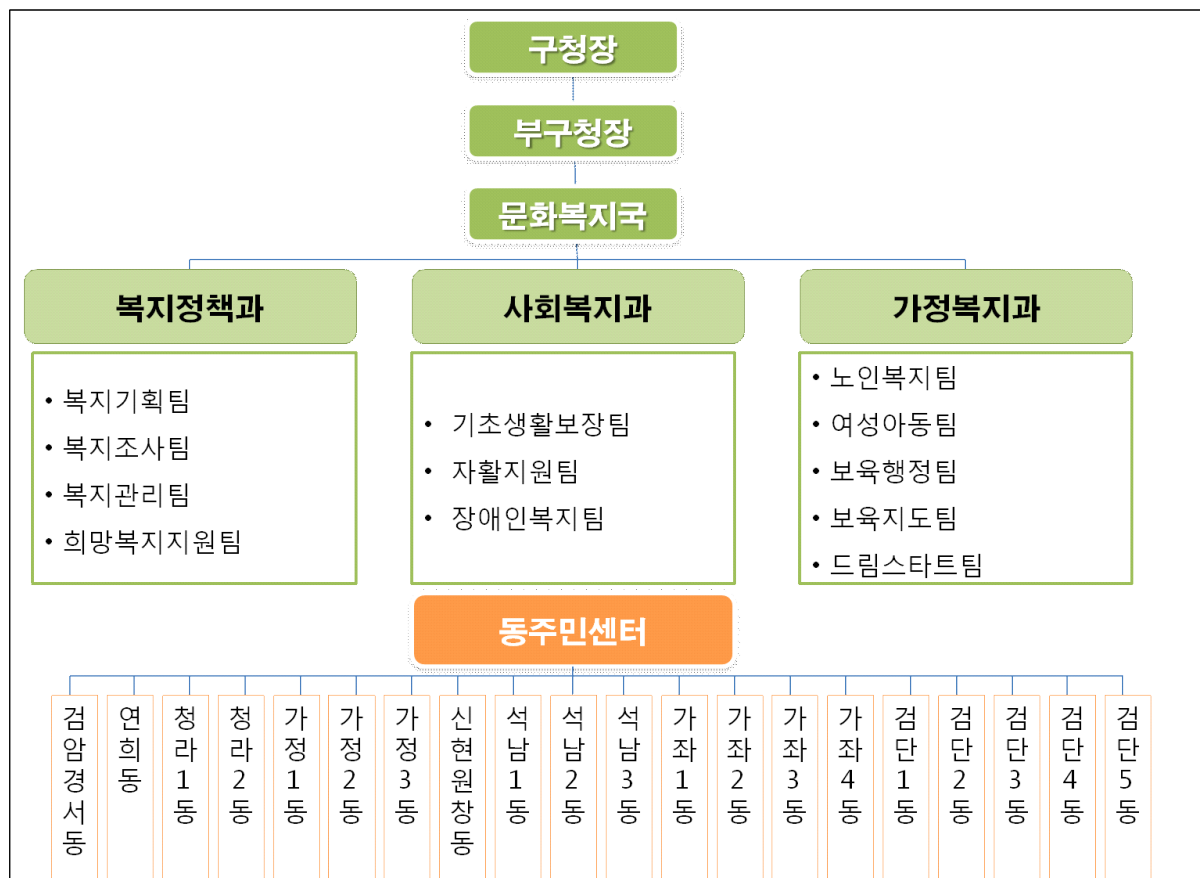 구청장
부구청장
문화복지국
복지정책과
• 복지기획팀
• 복지조사팀
• 복지관리팀
• 희망복지지원팀
사회복지과
• 기초생활보장팀
• 자활지원팀
• 장애인복지팀
가정복지과
• 노인복지팀
• 여성아동팀
• 보육행정팀
• 보육지도팀
• 드림스타트팀
동주민센터
검암경서동
연희동
청라1동
청라2동
가정1동
가정2동
가정3동
신현원창동
석남1동
석남2동
석남3동
가좌1동
가좌2동
가좌3동
가좌4동
검단1동
검단2동
검단3동
검단4동
검단5동